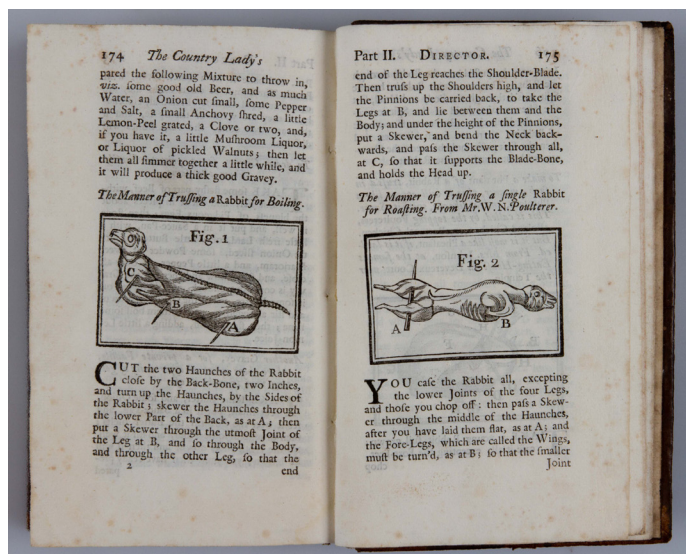 174 The Country Lady's
pared the following Mixture to throw in,
viz. ſome good old Beer, and as much
Water, an Onion cut ſmall, ſome Pepper
and Salt, a ſmall Anchovy ſhred, a little
Lemon-Peel grated, a Clove or two, and,
if you have it, a little Muſhroom Liquor,
or Liquor of pickled Walnuts; then let
them all ſimmer together a little while, and
it will produce a thick good Gravey.
The Manner of Truſſing a Rabbit for Boiling.
Fig. 1
C
B
A
CUT the two Haunches of the Rabbit
cloſe by the Back-Bone, two Inches,
and turn up the Haunches, by the Sides of
the Rabbit; skewer the Haunches through
the lower Part of the Back, as at A; then
put a Skewer through the utmoſt Joint of
the Leg at B, and ſo through the Body,
and through the other Leg, ſo that the
2 end
Part II. DIRECTOR. 175
end of the Leg reaches the Shoulder-Blade.
Then truſs up the Shoulders high, and let
the Pinnions be carried back, to take the
Legs at B, and lie between them and the
Body; and under the height of the Pinnions,
put a Skewer, and bend the Neck back-
wards, and paſs the Skewer through all,
at C, ſo that it ſupports the Blade-Bone,
and holds the Head up.
The Manner of Truſſing a ſingle Rabbit
for Roaſting. From Mr. W. N. Poulterer.
Fig. 2
A
B
YOU caſe the Rabbit all, excepting
the lower Joints of the four Legs,
and thoſe you chop off: then paſs a Skew-
er through the middle of the Haunches,
after you have laid them flat, as at A; and
the Fore-Legs, which are called the Wings,
muſt be turn'd, as at B; ſo that the ſmaller
Joint